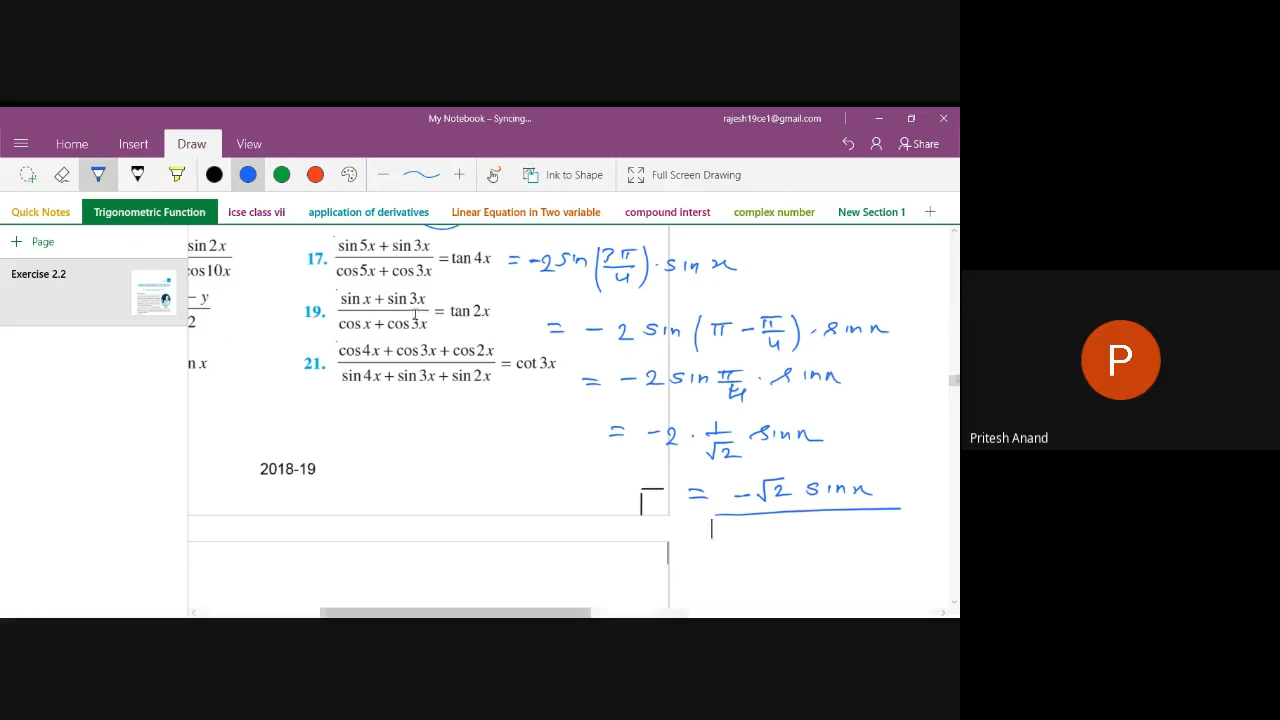 My Notebook – Syncing...
rajesh19ce1@gmail.com
Home Insert Draw View
Share
Ink to Shape
Full Screen Drawing
Quick Notes Trigonometric Function icse class vii application of derivatives Linear Equation in Two variable compound interst complex number New Section 1
Page
Exercise 2.2
sin 2x
cos10x
– y
2
n x
17. (sin 5x + sin 3x)/(cos 5x + cos 3x) = tan 4x
19. (sin x + sin 3x)/(cos x + cos 3x) = tan 2x
21. (cos 4x + cos 3x + cos 2x)/(sin 4x + sin 3x + sin 2x) = cot 3x
2018-19
= -2 sin (3π/4) · sin x
= - 2 sin (π - π/4) · sin x
= - 2 sin π/4 · sin x
= -2 · 1/√2 sin x
= -√2 sin x
P
Pritesh Anand